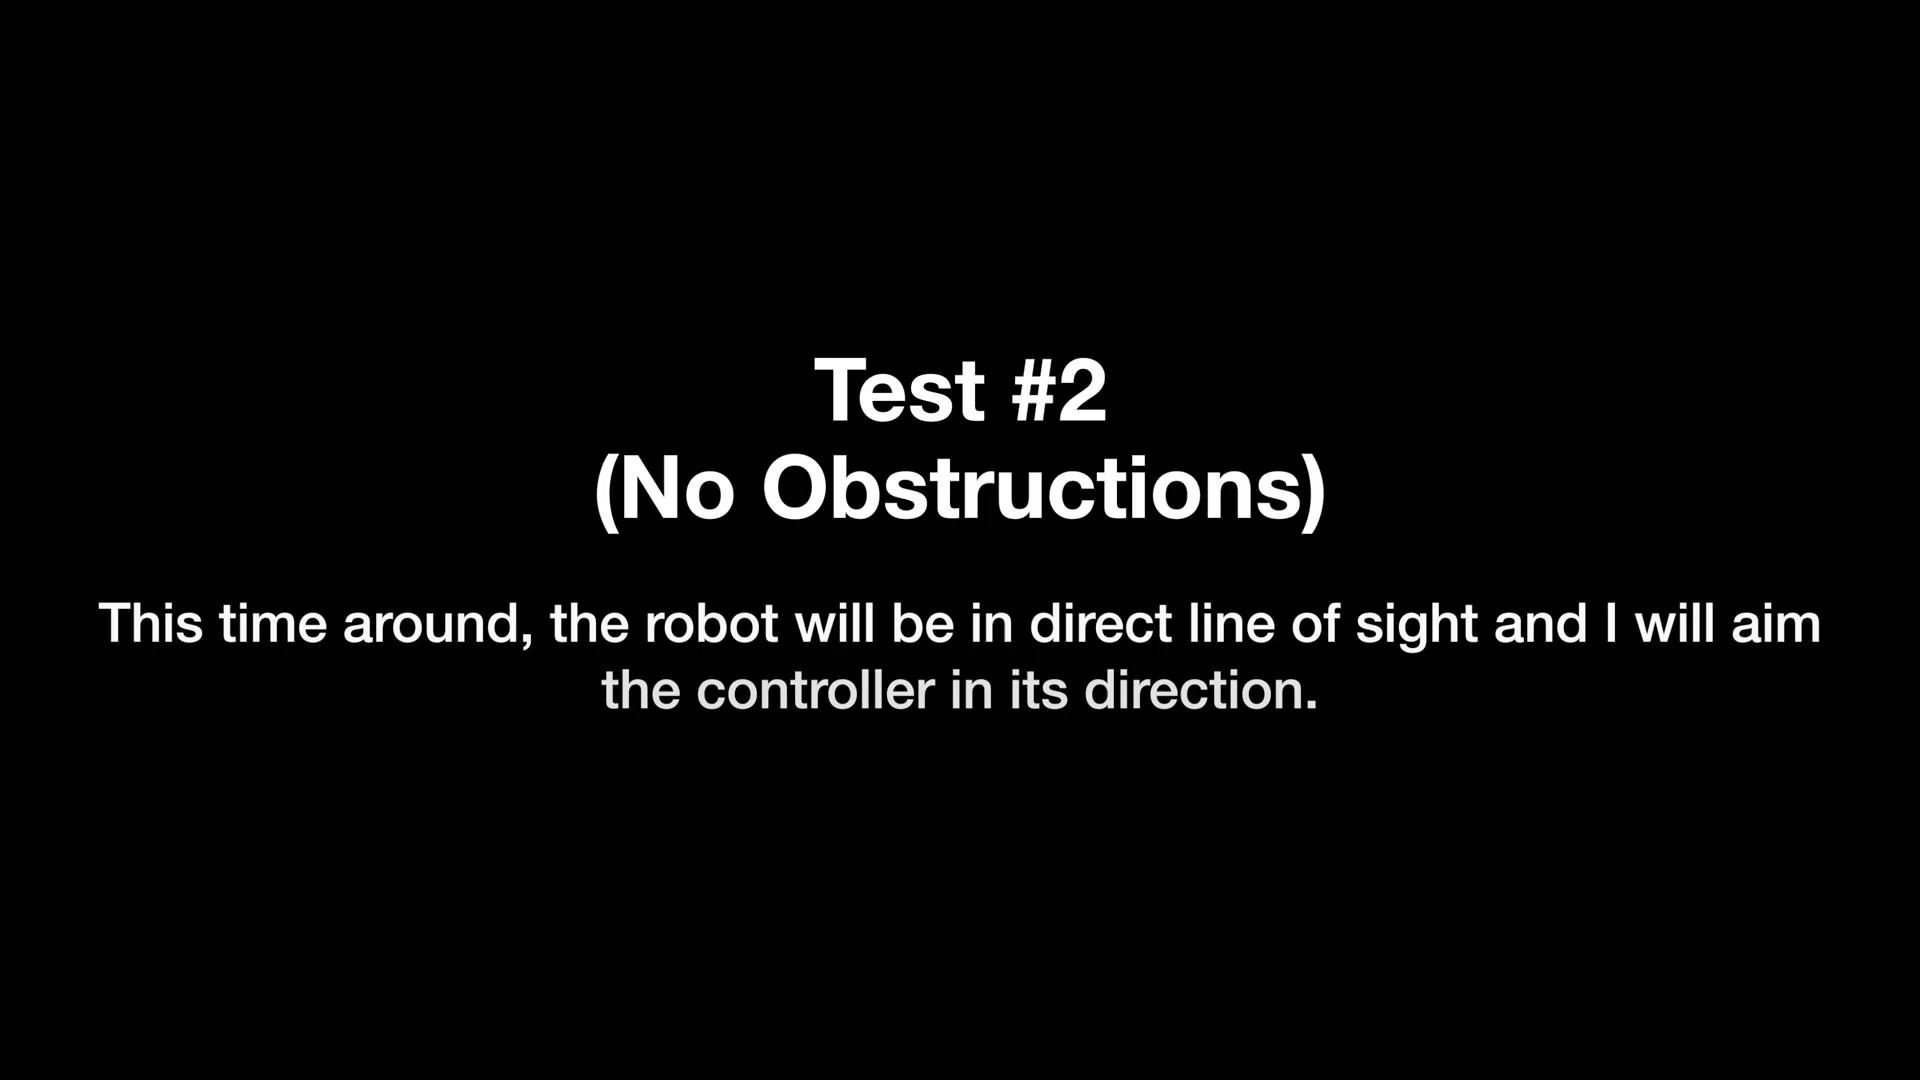 Test #2
(No Obstructions)
This time around, the robot will be in direct line of sight and I will aim
the controller in its direction.